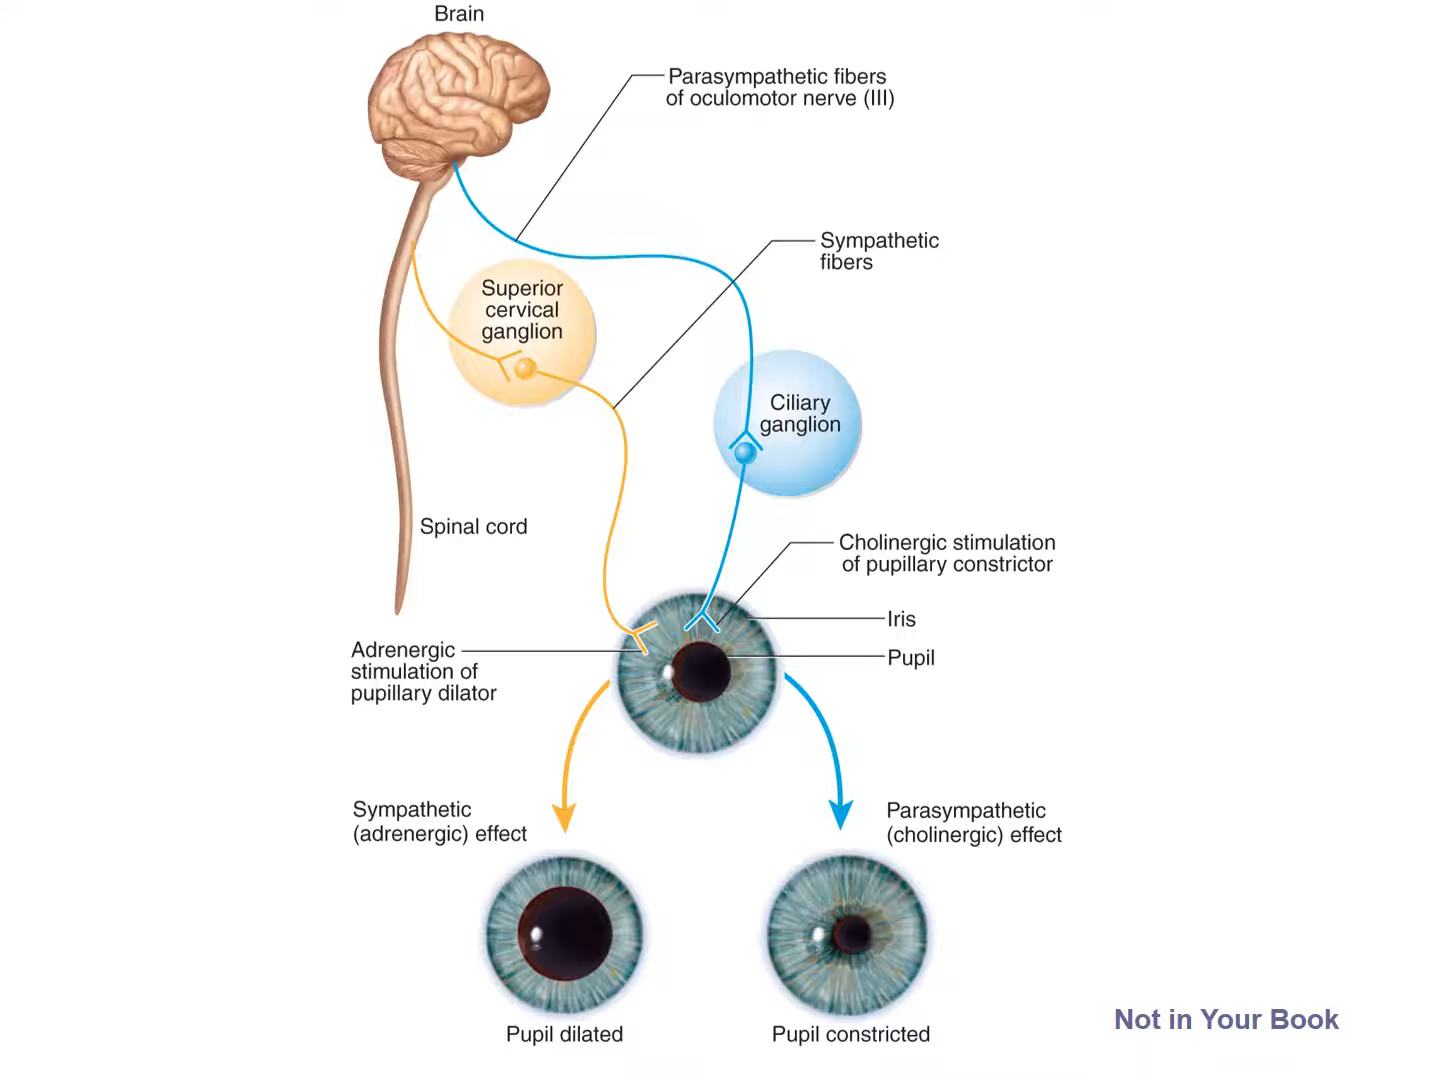 Brain
Parasympathetic fibers
of oculomotor nerve (III)
Sympathetic
fibers
Superior
cervical
ganglion
Ciliary
ganglion
Spinal cord
Cholinergic stimulation
of pupillary constrictor
Iris
Pupil
Adrenergic
stimulation of
pupillary dilator
Sympathetic
(adrenergic) effect
Parasympathetic
(cholinergic) effect
Pupil dilated
Pupil constricted
Not in Your Book